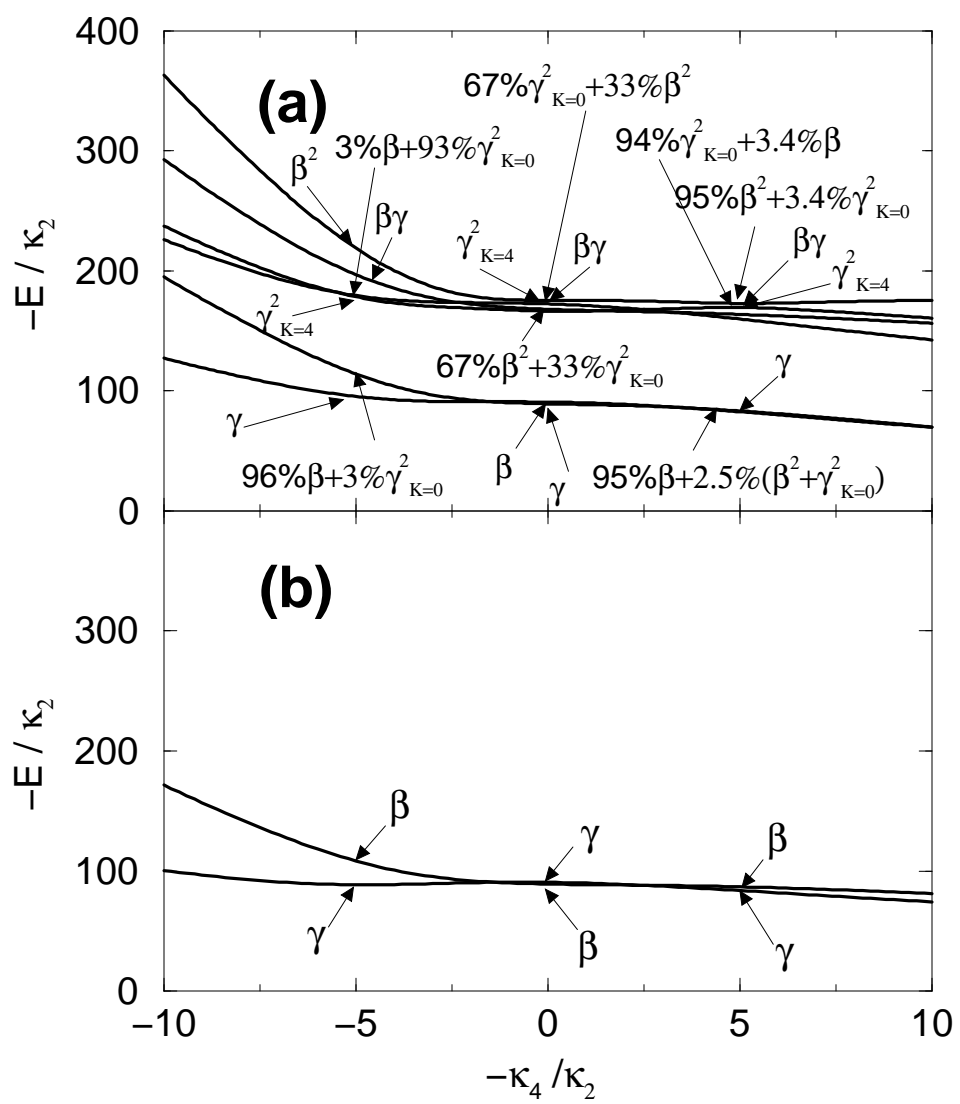 400
(a)
67%γ²K=0+33%β²
3%β+93%γ²K=0
94%γ²K=0+3.4%β
300
β²
95%β²+3.4%γ²K=0
βγ
γ²K=4
βγ
βγ
γ²K=4
200
−E / κ2
γ²K=4
67%β²+33%γ²K=0
γ
100
γ
β
96%β+3%γ²K=0
γ
95%β+2.5%(β²+γ²K=0)
0
(b)
300
−E / κ2
200
β
γ
β
100
γ
β
γ
0
−10
−5
0
5
10
−κ4 /κ2